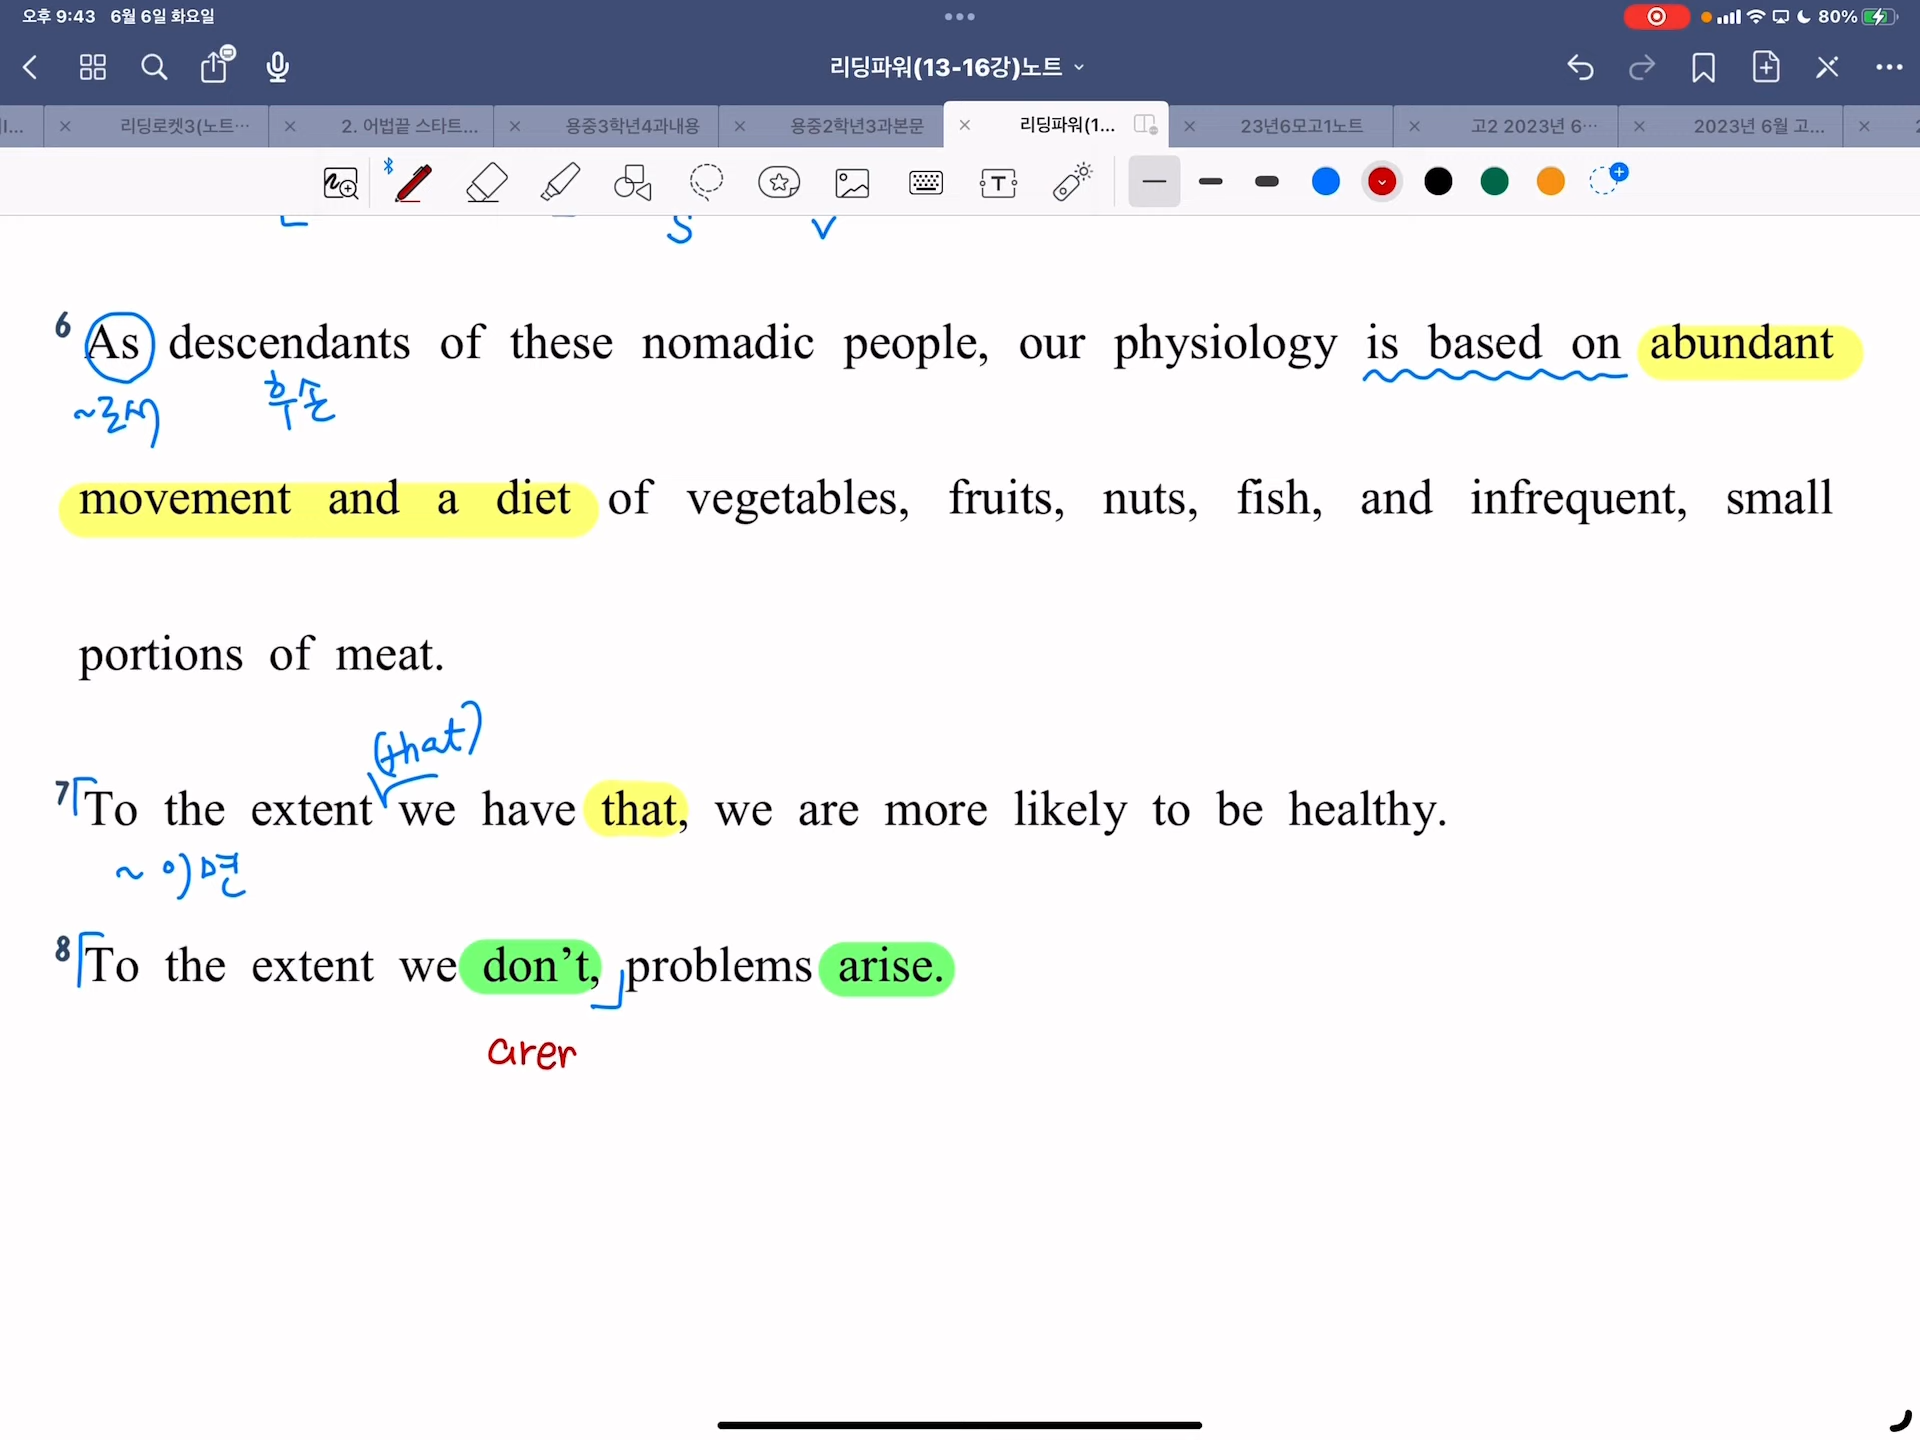 오후 9:43 6월 6일 화요일
80%
리딩파워(13-16강)노트
리딩로켓3(노트…
2. 어법끝 스타트...
용중3학년4과내용
용중2학년3과본문
리딩파워(1...
23년6모고1노트
고2 2023년 6…
2023년 6월 고...
S V
6 As descendants of these nomadic people, our physiology is based on abundant
~로서 후손
movement and a diet of vegetables, fruits, nuts, fish, and infrequent, small
portions of meat.
(that)
7 To the extent we have that, we are more likely to be healthy.
~이면
8 To the extent we don't, problems arise.